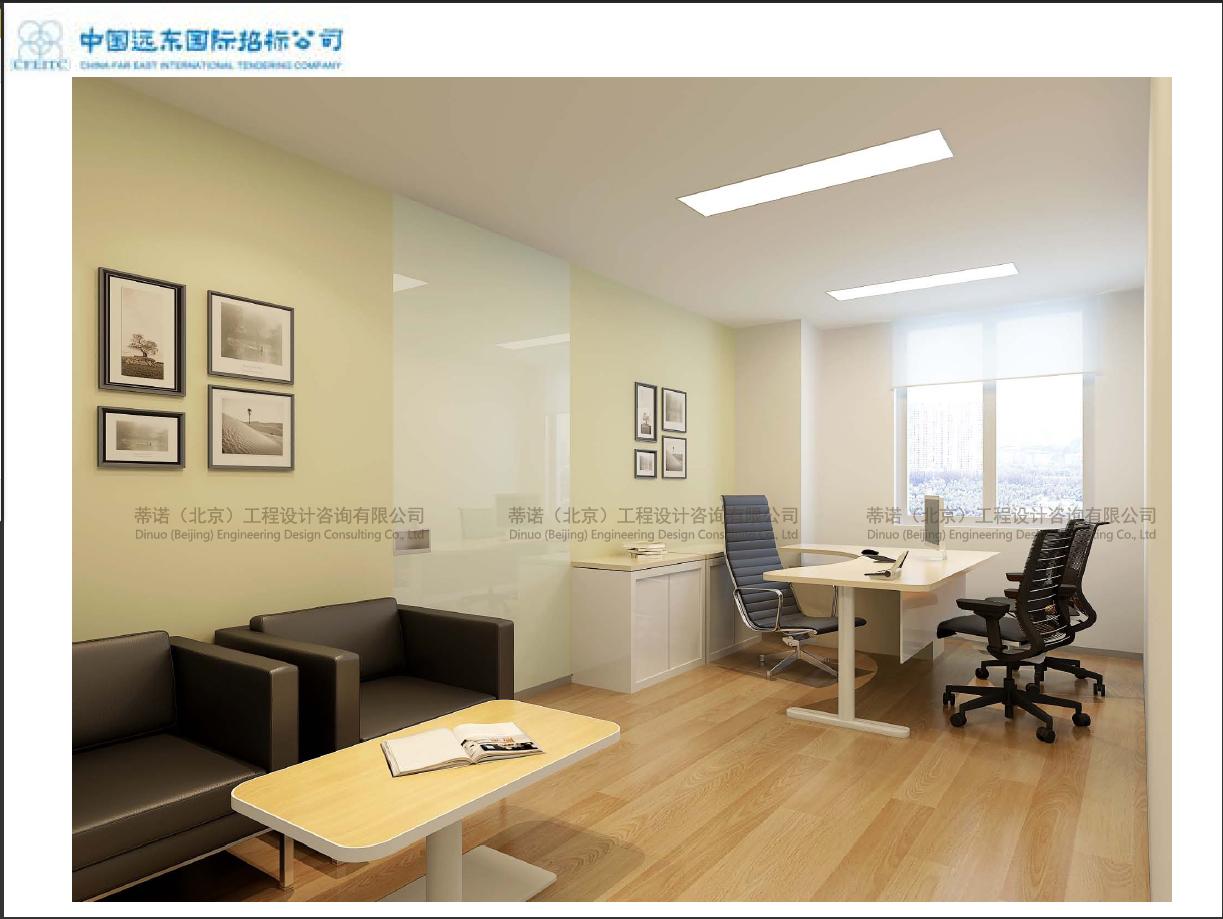 中国远东国际招标公司
CFEITC
CHINA FAR EAST INTERNATIONAL TENDERING COMPANY
蒂诺（北京）工程设计咨询有限公司 蒂诺（北京）工程设计咨询有限公司 蒂诺（北京）工程设计咨询有限公司
Dinuo (Beijing) Engineering Design Consulting Co., Ltd Dinuo (Beijing) Engineering Design Consulting Co., Ltd Dinuo (Beijing) Engineering Design Consulting Co., Ltd